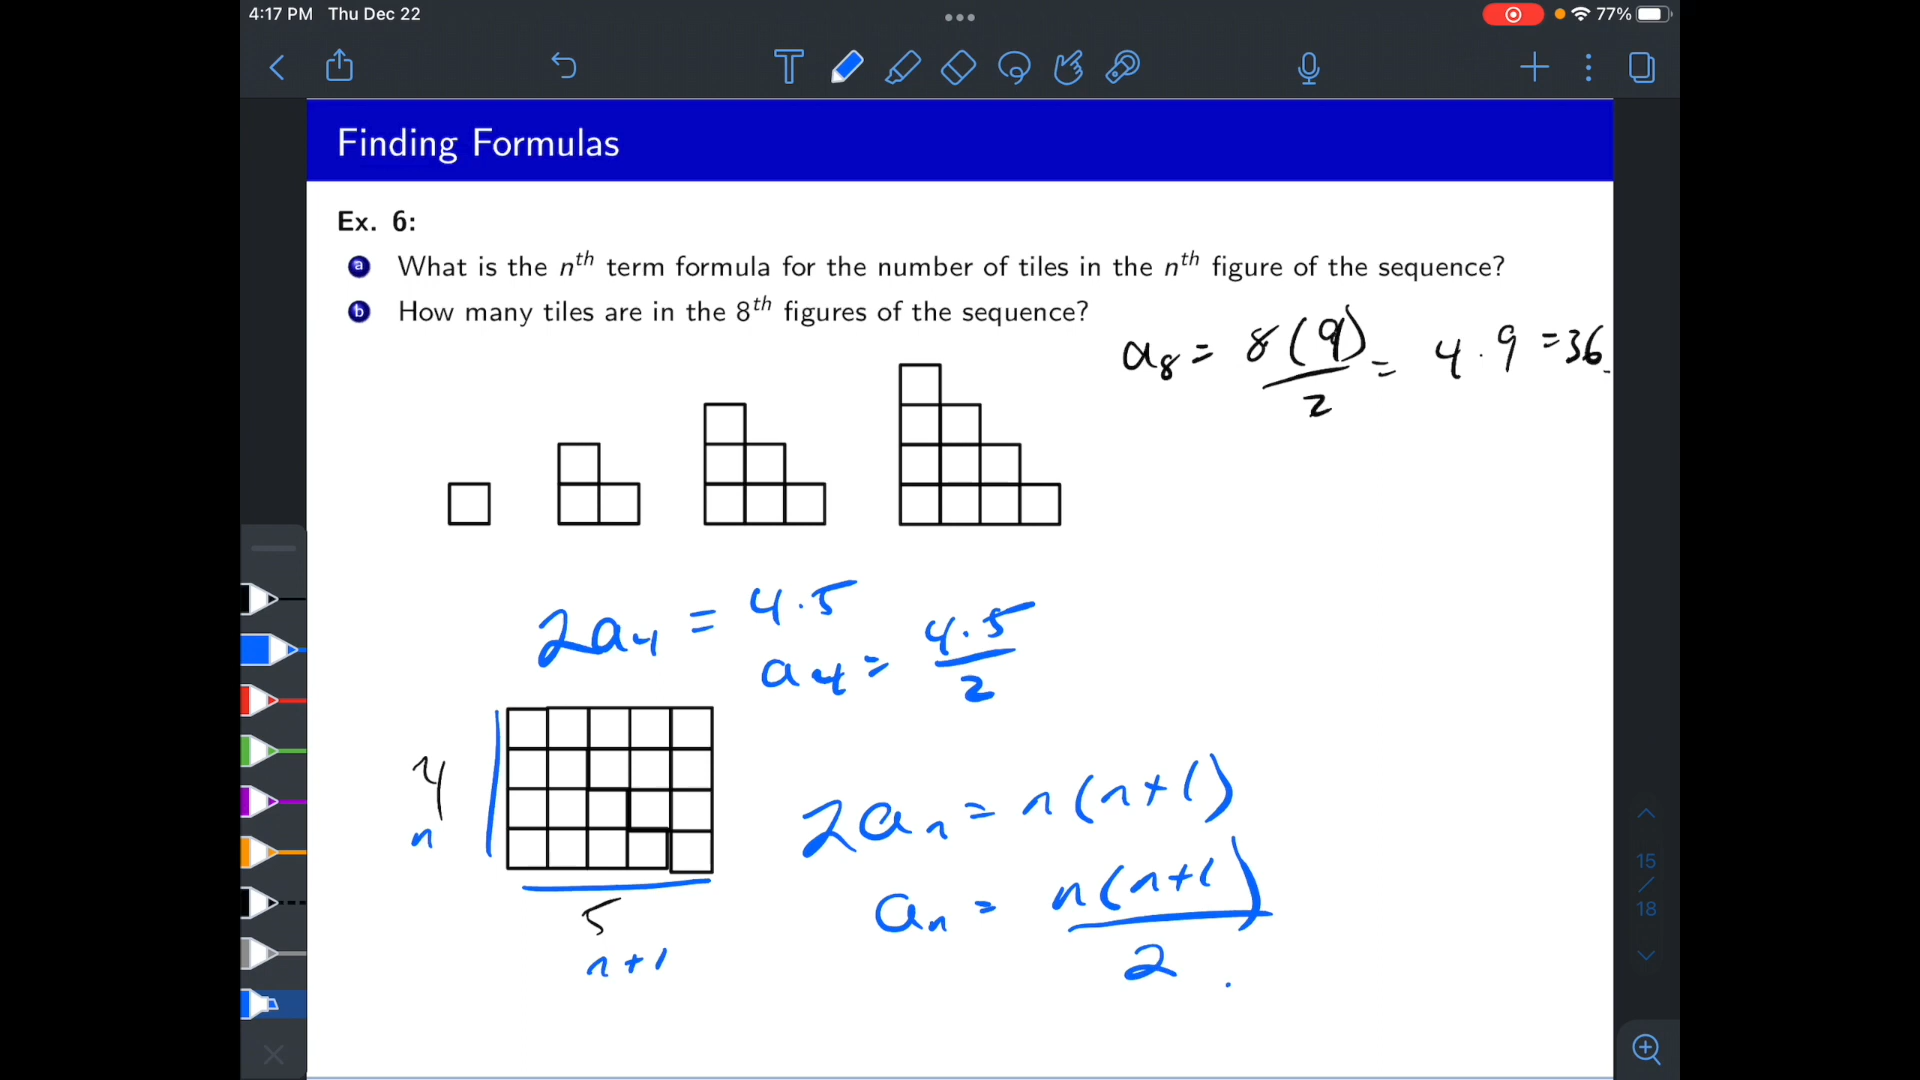 4:17 PM Thu Dec 22
77%
Finding Formulas
Ex. 6:
a What is the nᵗʰ term formula for the number of tiles in the nᵗʰ figure of the sequence?
b How many tiles are in the 8ᵗʰ figures of the sequence?
a₈ = 8(9)/2 = 4·9 = 36
2a₄ = 4·5
a₄ = 4·5/2
4
n
5
n+1
2aₙ = n(n+1)
aₙ = n(n+1)/2
15
/
18